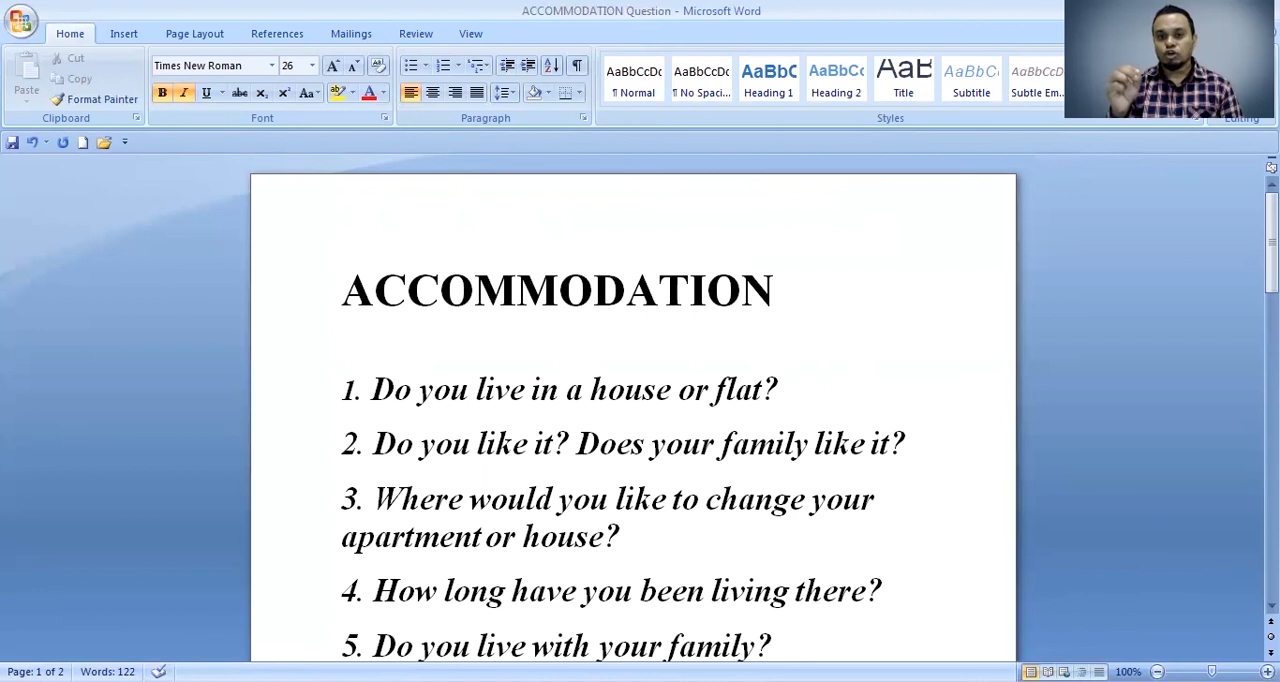 ACCOMMODATION Question - Microsoft Word
Home Insert Page Layout References Mailings Review View
Cut
Copy
Paste
Format Painter
Clipboard
Times New Roman 26
Font
Paragraph
AaBbCcDc AaBbCcDc AaBbC AaBbCc AaB AaBbC AaBbCc
¶ Normal ¶ No Spaci... Heading 1 Heading 2 Title Subtitle Subtle Em...
Styles
ACCOMMODATION
1. Do you live in a house or flat?
2. Do you like it? Does your family like it?
3. Where would you like to change your
apartment or house?
4. How long have you been living there?
5. Do you live with your family?
Page: 1 of 2 Words: 122 100%